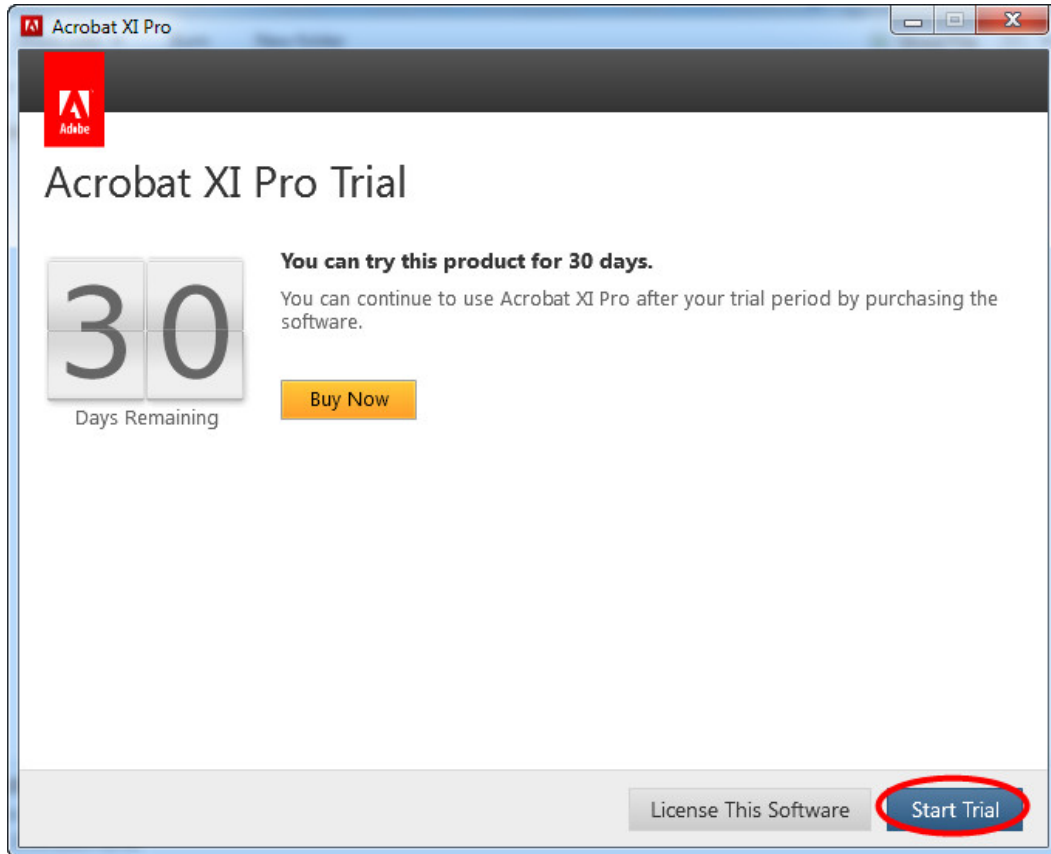 Acrobat XI Pro
Adobe
Acrobat XI Pro Trial
30
Days Remaining
You can try this product for 30 days.
You can continue to use Acrobat XI Pro after your trial period by purchasing the
software.
Buy Now
License This Software
Start Trial